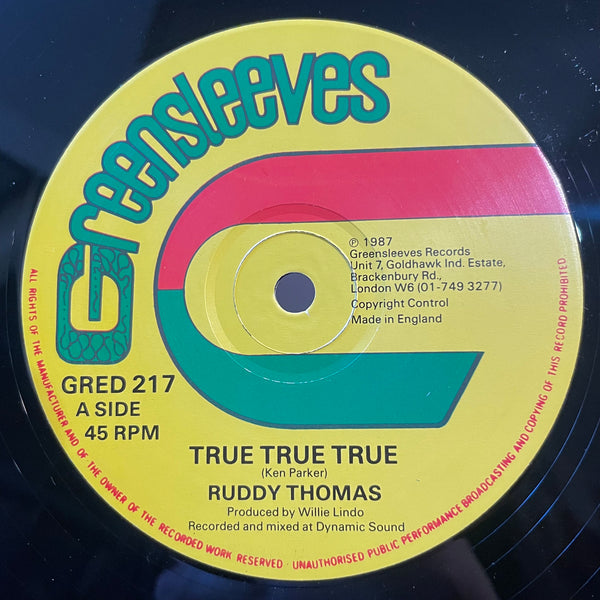 Greensleeves
℗ 1987
Greensleeves Records
Unit 7, Goldhawk Ind. Estate,
Brackenbury Rd.,
London W6 (01-749 3277)
Copyright Control
Made in England
GRED 217
A SIDE
45 RPM
TRUE TRUE TRUE
(Ken Parker)
RUDDY THOMAS
Produced by Willie Lindo
Recorded and mixed at Dynamic Sound
ALL RIGHTS OF THE MANUFACTURER AND OF THE OWNER OF THE RECORDED WORK RESERVED · UNAUTHORISED PUBLIC PERFORMANCE BROADCASTING AND COPYING OF THIS RECORD PROHIBITED